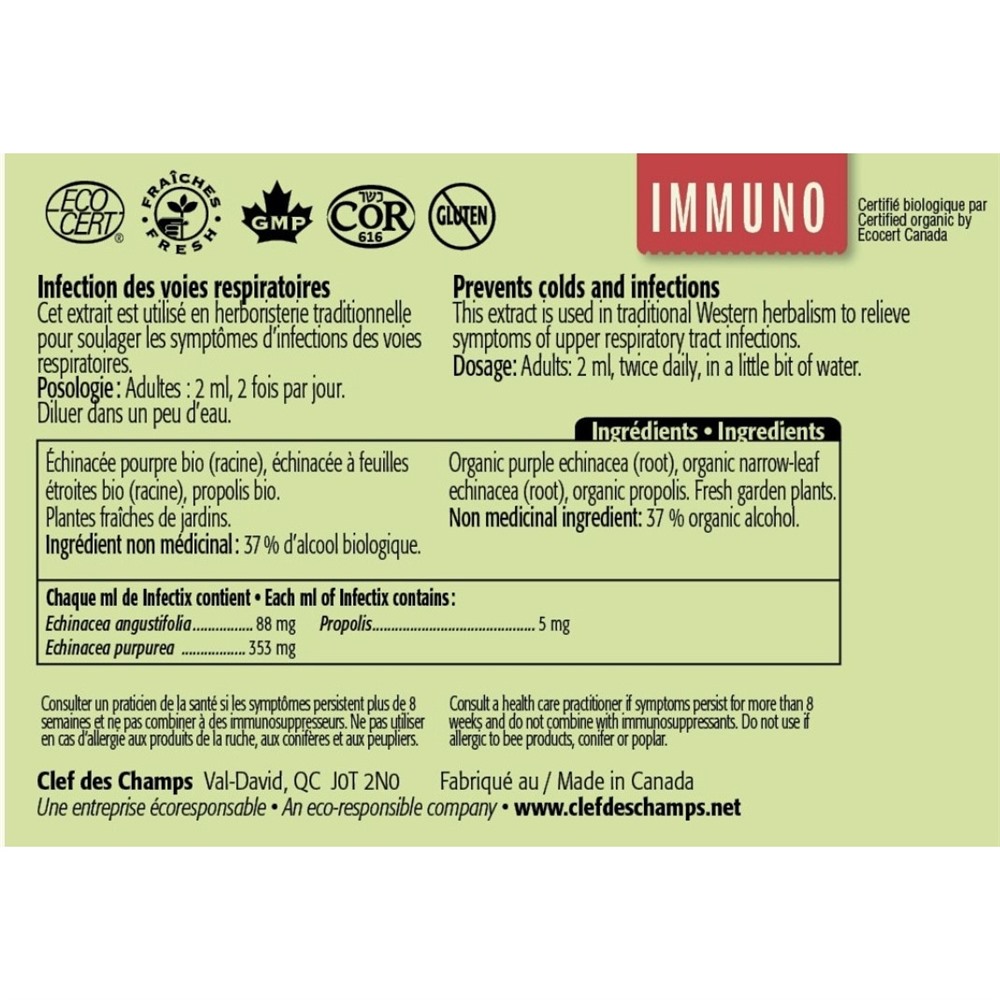 ECO
CERT
®
FRAÎCHES
FRESH
GMP
כשר
COR
616
GLUTEN
IMMUNO
Certifié biologique par
Certified organic by
Ecocert Canada
Infection des voies respiratoires
Cet extrait est utilisé en herboristerie traditionnelle
pour soulager les symptômes d'infections des voies
respiratoires.
Posologie : Adultes : 2 ml, 2 fois par jour.
Diluer dans un peu d'eau.
Prevents colds and infections
This extract is used in traditional Western herbalism to relieve
symptoms of upper respiratory tract infections.
Dosage: Adults: 2 ml, twice daily, in a little bit of water.
Ingrédients • Ingredients
Échinacée pourpre bio (racine), échinacée à feuilles
étroites bio (racine), propolis bio.
Plantes fraîches de jardins.
Ingrédient non médicinal : 37 % d'alcool biologique.
Organic purple echinacea (root), organic narrow-leaf
echinacea (root), organic propolis. Fresh garden plants.
Non medicinal ingredient: 37 % organic alcohol.
Chaque ml de Infectix contient • Each ml of Infectix contains :
Echinacea angustifolia................ 88 mg Propolis........................................... 5 mg
Echinacea purpurea ................. 353 mg
Consulter un praticien de la santé si les symptômes persistent plus de 8
semaines et ne pas combiner à des immunosuppresseurs. Ne pas utiliser
en cas d'allergie aux produits de la ruche, aux conifères et aux peupliers.
Consult a health care practitioner if symptoms persist for more than 8
weeks and do not combine with immunosuppressants. Do not use if
allergic to bee products, conifer or poplar.
Clef des Champs Val-David, QC J0T 2N0 Fabriqué au / Made in Canada
Une entreprise écoresponsable • An eco-responsible company • www.clefdeschamps.net